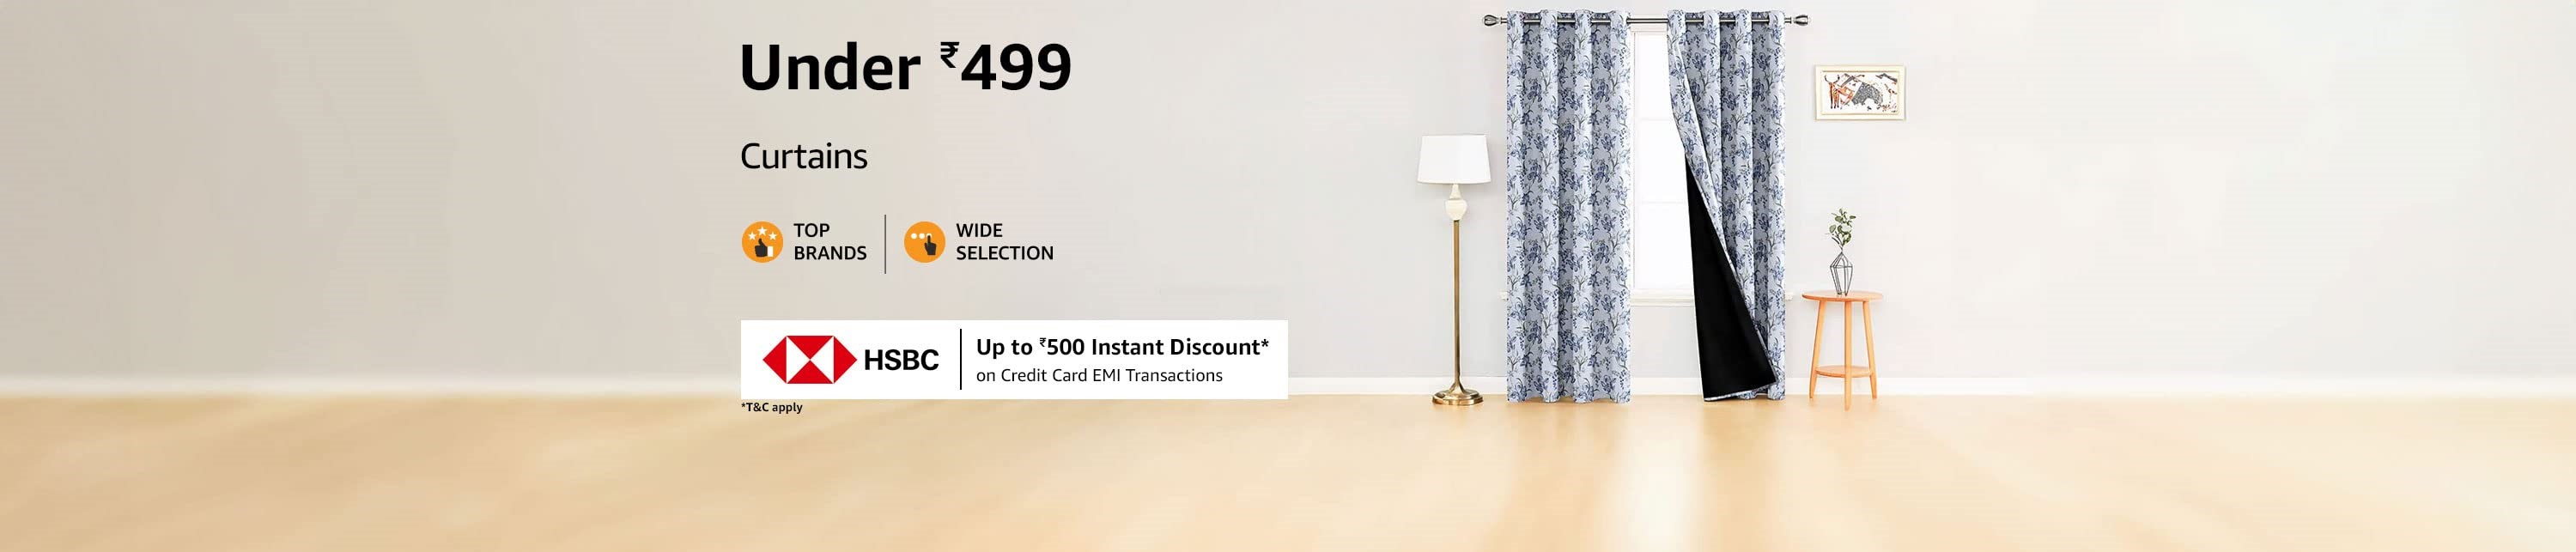 Under ₹499
Curtains
TOP
BRANDS
WIDE
SELECTION
HSBC
Up to ₹500 Instant Discount*
on Credit Card EMI Transactions
*T&C apply